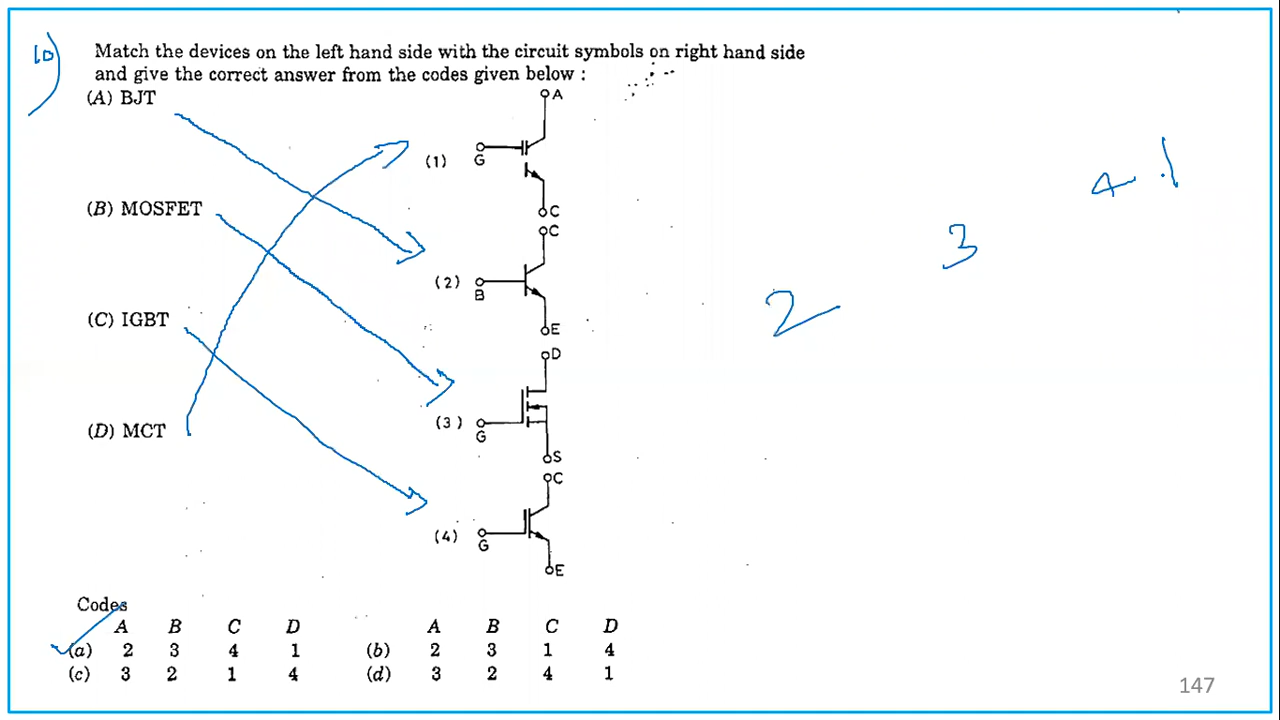 10)
Match the devices on the left hand side with the circuit symbols on right hand side
and give the correct answer from the codes given below :
(A) BJT
A
(1)
G
C
(B) MOSFET
C
(2)
B
E
(C) IGBT
D
(3)
G
S
(D) MCT
C
(4)
G
E
2 3 4 1
Codes
A B C D A B C D
(a) 2 3 4 1 (b) 2 3 1 4
(c) 3 2 1 4 (d) 3 2 4 1
147